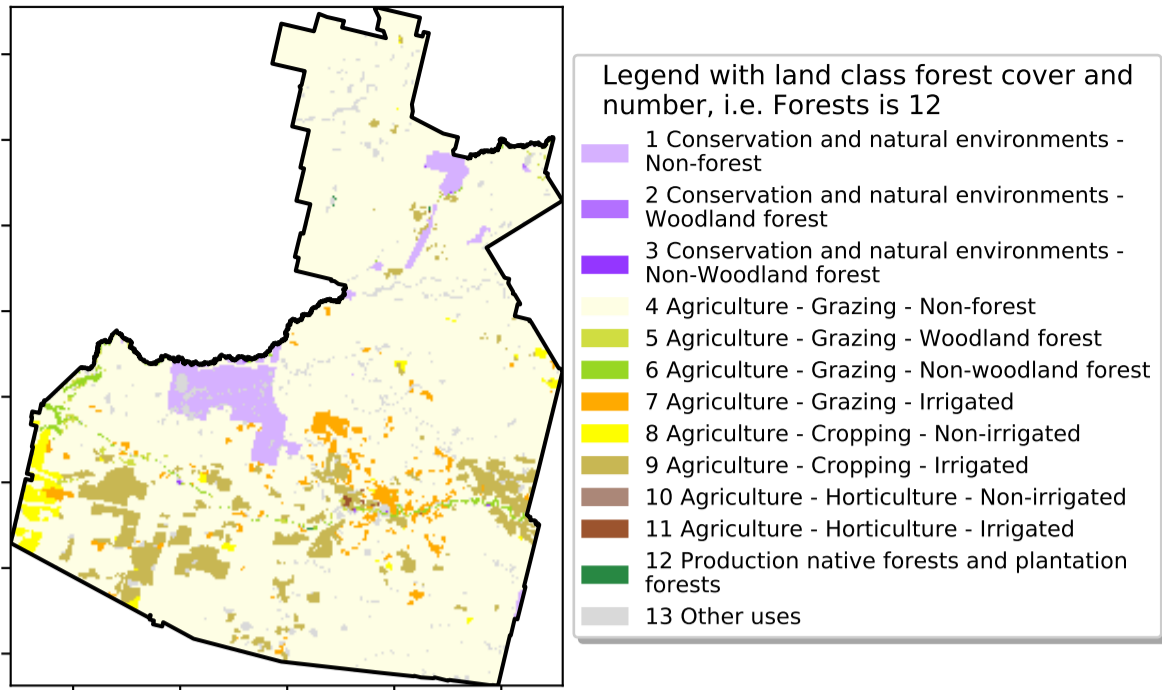 Legend with land class forest cover and
number, i.e. Forests is 12
1 Conservation and natural environments -
Non-forest
2 Conservation and natural environments -
Woodland forest
3 Conservation and natural environments -
Non-Woodland forest
4 Agriculture - Grazing - Non-forest
5 Agriculture - Grazing - Woodland forest
6 Agriculture - Grazing - Non-woodland forest
7 Agriculture - Grazing - Irrigated
8 Agriculture - Cropping - Non-irrigated
9 Agriculture - Cropping - Irrigated
10 Agriculture - Horticulture - Non-irrigated
11 Agriculture - Horticulture - Irrigated
12 Production native forests and plantation
forests
13 Other uses